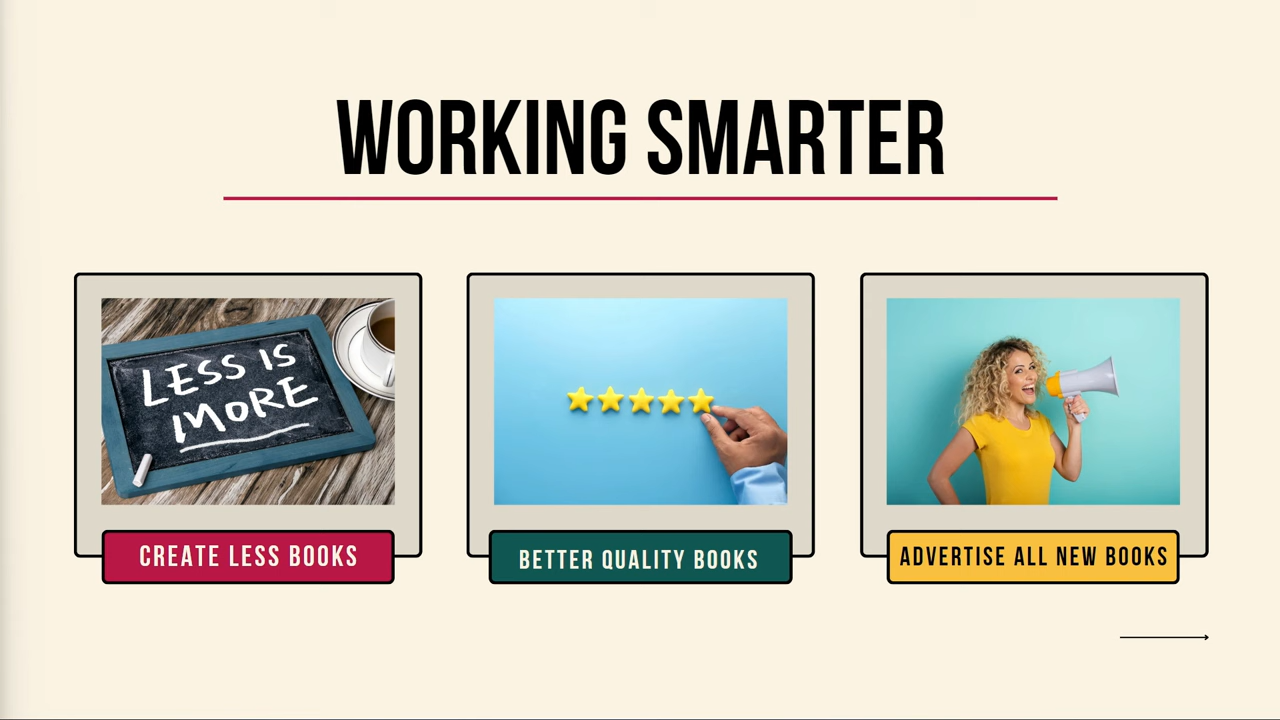 WORKING SMARTER
LESS IS
MORE
CREATE LESS BOOKS
BETTER QUALITY BOOKS
ADVERTISE ALL NEW BOOKS